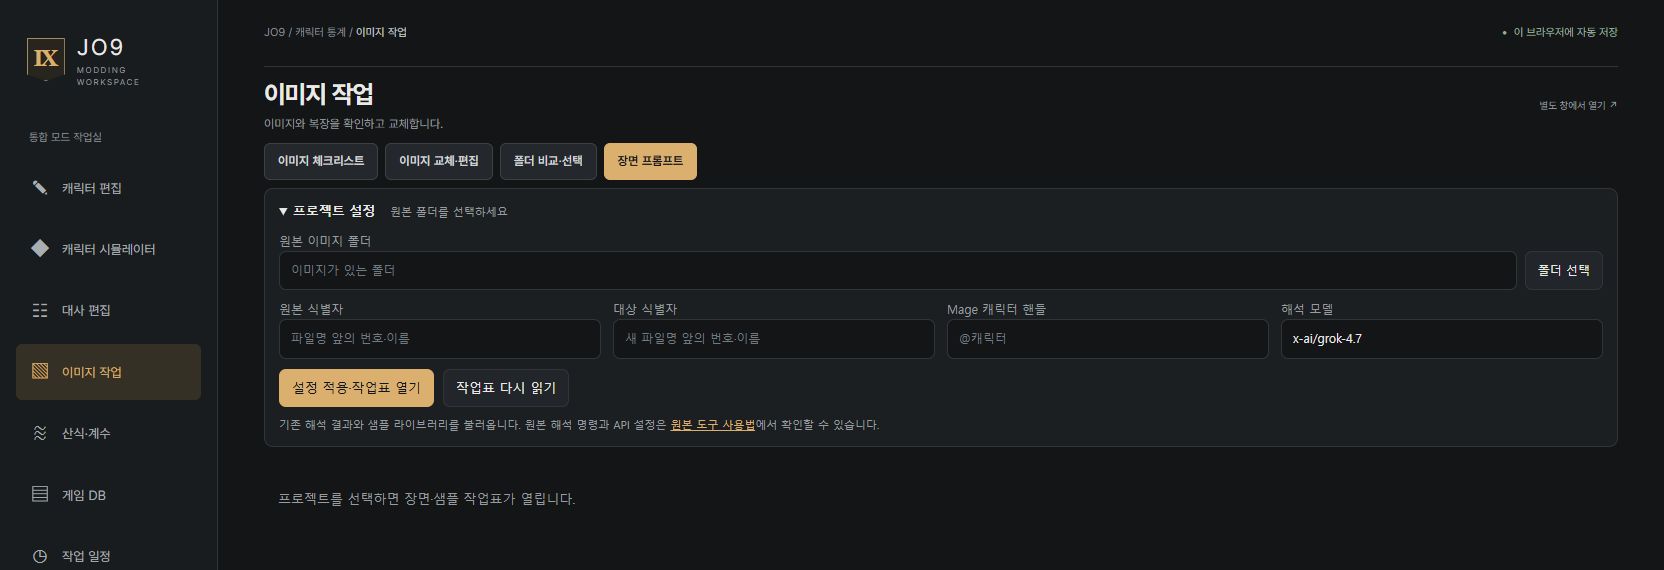 IX
JO9
MODDING
WORKSPACE
통합 모드 작업실
캐릭터 편집
캐릭터 시뮬레이터
대사 편집
이미지 작업
산식·계수
게임 DB
작업 일정
JO9 / 캐릭터 통계 / 이미지 작업
• 이 브라우저에 자동 저장
이미지 작업
별도 창에서 열기 ↗
이미지와 복장을 확인하고 교체합니다.
이미지 체크리스트 이미지 교체·편집 폴더 비교·선택 장면 프롬프트
▼ 프로젝트 설정 원본 폴더를 선택하세요
원본 이미지 폴더
이미지가 있는 폴더 폴더 선택
원본 식별자 대상 식별자 Mage 캐릭터 핸들 해석 모델
파일명 앞의 번호·이름 새 파일명 앞의 번호·이름 @캐릭터 x-ai/grok-4.7
설정 적용·작업표 열기 작업표 다시 읽기
기존 해석 결과와 샘플 라이브러리를 불러옵니다. 원본 해석 명령과 API 설정은 원본 도구 사용법에서 확인할 수 있습니다.
프로젝트를 선택하면 장면·샘플 작업표가 열립니다.